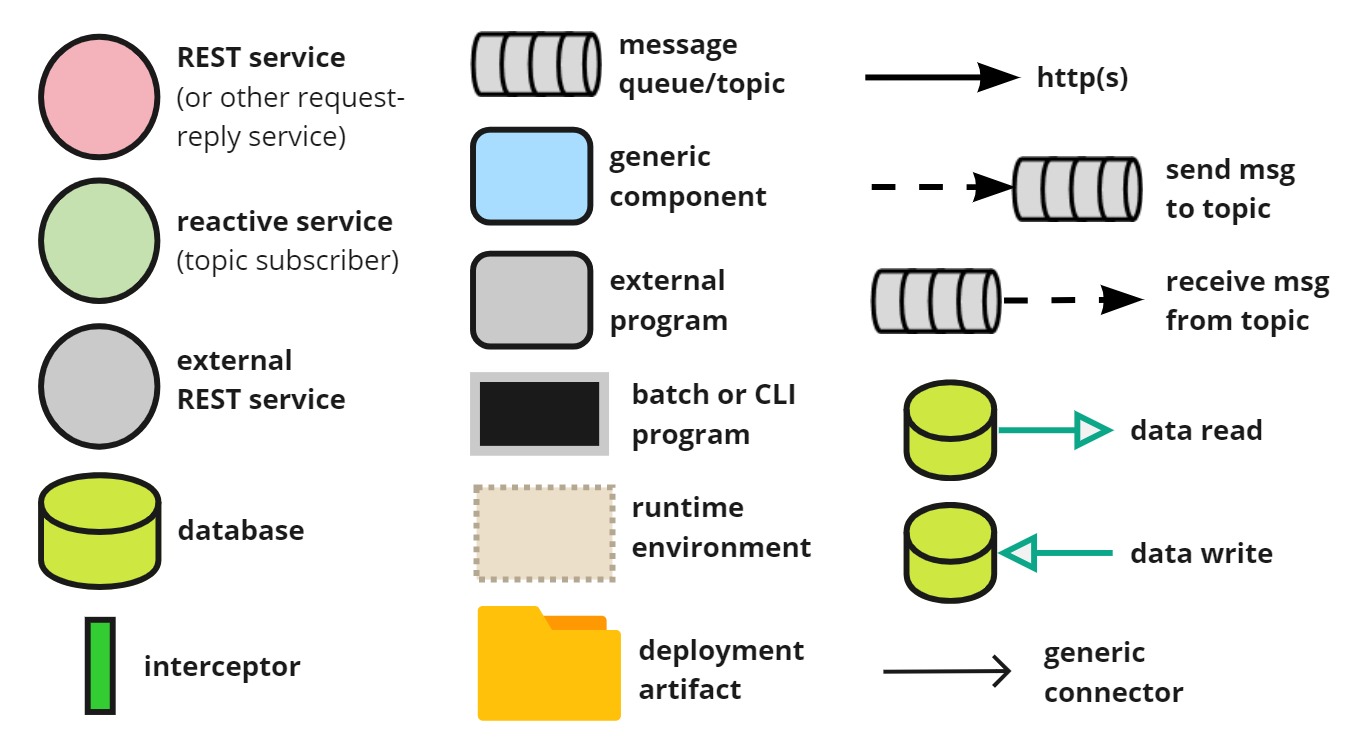 REST service
(or other request-
reply service)
reactive service
(topic subscriber)
external
REST service
database
interceptor
message
queue/topic
generic
component
external
program
batch or CLI
program
runtime
environment
deployment
artifact
http(s)
send msg
to topic
receive msg
from topic
data read
data write
generic
connector